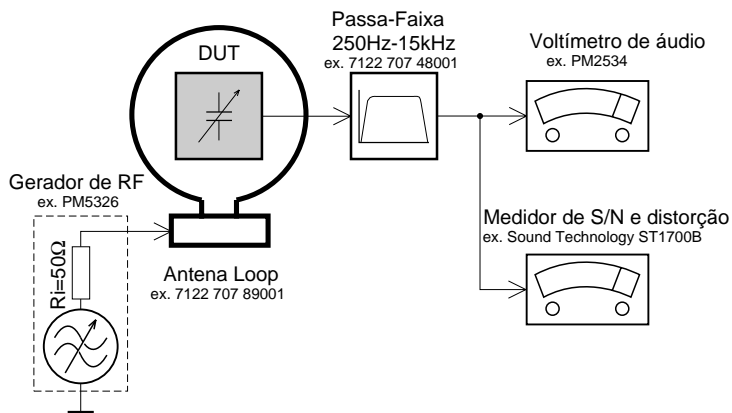 Passa-Faixa
250Hz-15kHz
ex. 7122 707 48001
DUT
Voltímetro de áudio
ex. PM2534
Gerador de RF
ex. PM5326
Ri=50Ω
Antena Loop
ex. 7122 707 89001
Medidor de S/N e distorção
ex. Sound Technology ST1700B